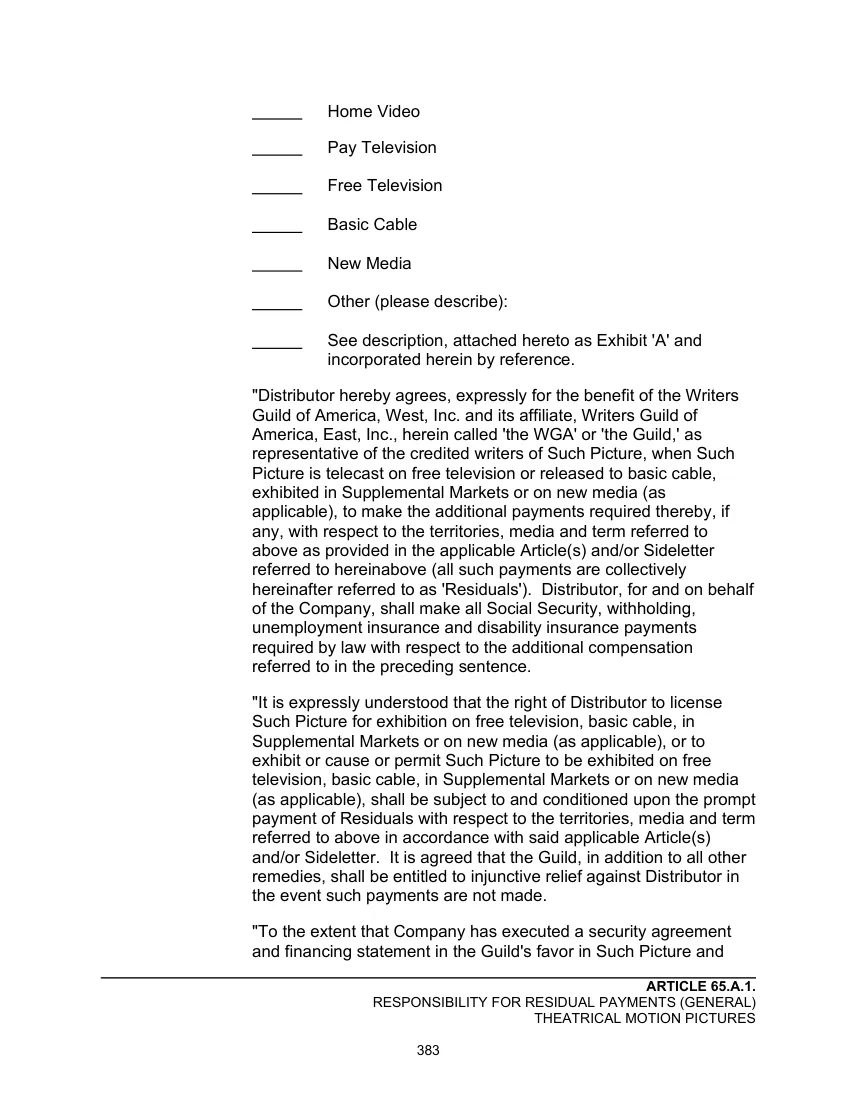 ______ Home Video
______ Pay Television
______ Free Television
______ Basic Cable
______ New Media
______ Other (please describe):
______ See description, attached hereto as Exhibit 'A' and
incorporated herein by reference.
"Distributor hereby agrees, expressly for the benefit of the Writers
Guild of America, West, Inc. and its affiliate, Writers Guild of
America, East, Inc., herein called 'the WGA' or 'the Guild,' as
representative of the credited writers of Such Picture, when Such
Picture is telecast on free television or released to basic cable,
exhibited in Supplemental Markets or on new media (as
applicable), to make the additional payments required thereby, if
any, with respect to the territories, media and term referred to
above as provided in the applicable Article(s) and/or Sideletter
referred to hereinabove (all such payments are collectively
hereinafter referred to as 'Residuals').  Distributor, for and on behalf
of the Company, shall make all Social Security, withholding,
unemployment insurance and disability insurance payments
required by law with respect to the additional compensation
referred to in the preceding sentence.
"It is expressly understood that the right of Distributor to license
Such Picture for exhibition on free television, basic cable, in
Supplemental Markets or on new media (as applicable), or to
exhibit or cause or permit Such Picture to be exhibited on free
television, basic cable, in Supplemental Markets or on new media
(as applicable), shall be subject to and conditioned upon the prompt
payment of Residuals with respect to the territories, media and term
referred to above in accordance with said applicable Article(s)
and/or Sideletter.  It is agreed that the Guild, in addition to all other
remedies, shall be entitled to injunctive relief against Distributor in
the event such payments are not made.
"To the extent that Company has executed a security agreement
and financing statement in the Guild's favor in Such Picture and
ARTICLE 65.A.1.
RESPONSIBILITY FOR RESIDUAL PAYMENTS (GENERAL)
THEATRICAL MOTION PICTURES
383